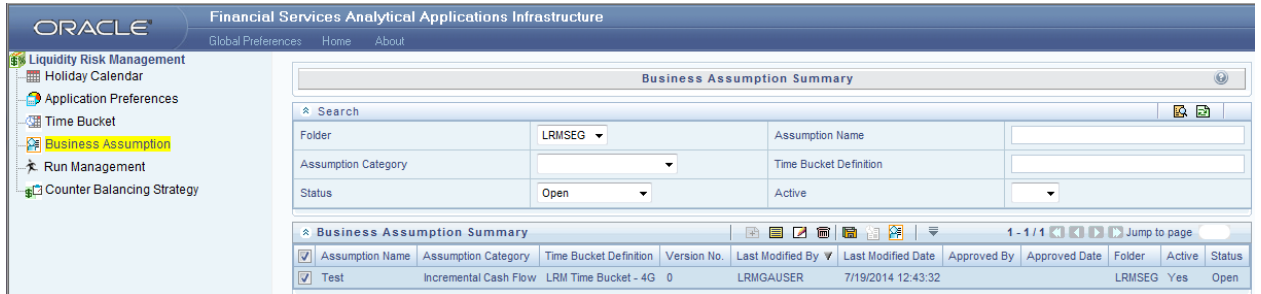 ORACLE
Financial Services Analytical Applications Infrastructure
Global Preferences Home About
Liquidity Risk Management
Holiday Calendar
Application Preferences
Time Bucket
Business Assumption
Run Management
Counter Balancing Strategy
Business Assumption Summary
Search
Folder LRMSEG Assumption Name
Assumption Category Time Bucket Definition
Status Open Active
Business Assumption Summary 1 - 1 / 1 Jump to page
Assumption Name Assumption Category Time Bucket Definition Version No. Last Modified By Last Modified Date Approved By Approved Date Folder Active Status
Test Incremental Cash Flow LRM Time Bucket - 4G 0 LRMGAUSER 7/19/2014 12:43:32 LRMSEG Yes Open